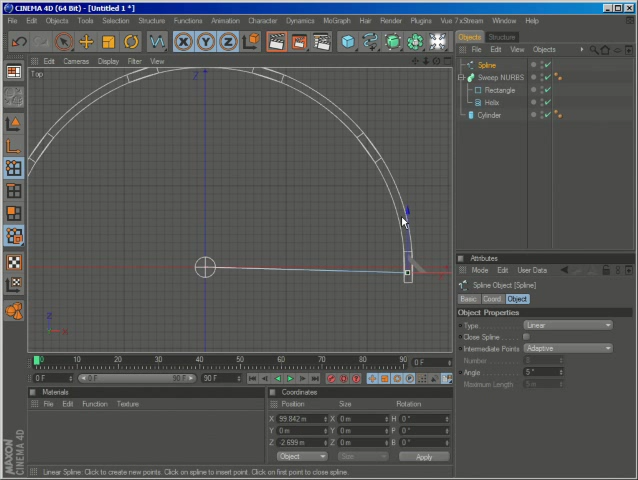 CINEMA 4D (64 Bit) - [Untitled 1 *]
File Edit Objects Tools Selection Structure Functions Animation Character Dynamics MoGraph Hair Render Plugins Vue 7xStream Window Help
Objects Structure
File Edit View Objects
Edit Cameras Display Filter View
Top
Spline
Sweep NURBS
Rectangle
Helix
Cylinder
Z
Z
X
Attributes
Mode Edit User Data
Spline Object [Spline]
Basic Coord. Object
Object Properties
Type Linear
Close Spline
Intermediate Points Adaptive
Number 8
Angle 5 °
Maximum Length 5 m
0 10 20 30 40 50 60 70 80 90 0 F
0 F 0 F 90 F 90 F
Materials
File Edit Function Texture
Coordinates
Position Size Rotation
X 99.842 m X 0 m H 0 °
Y 0 m Y 0 m P 0 °
Z -2.699 m Z 0 m B 0 °
Object Size Apply
MAXON
CINEMA 4D
Linear Spline: Click to create new points. Click on spline to insert point. Click on first point to close spline.